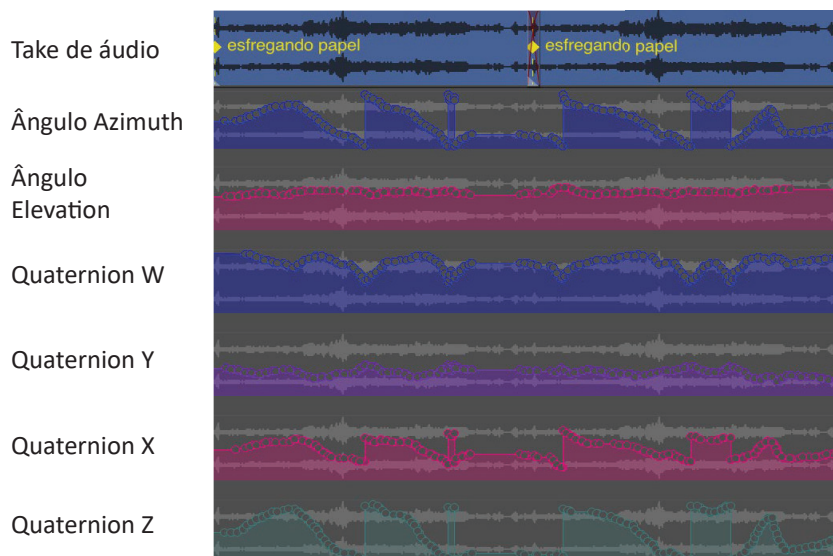 Take de áudio
esfregando papel
esfregando papel
Ângulo Azimuth
Ângulo
Elevation
Quaternion W
Quaternion Y
Quaternion X
Quaternion Z